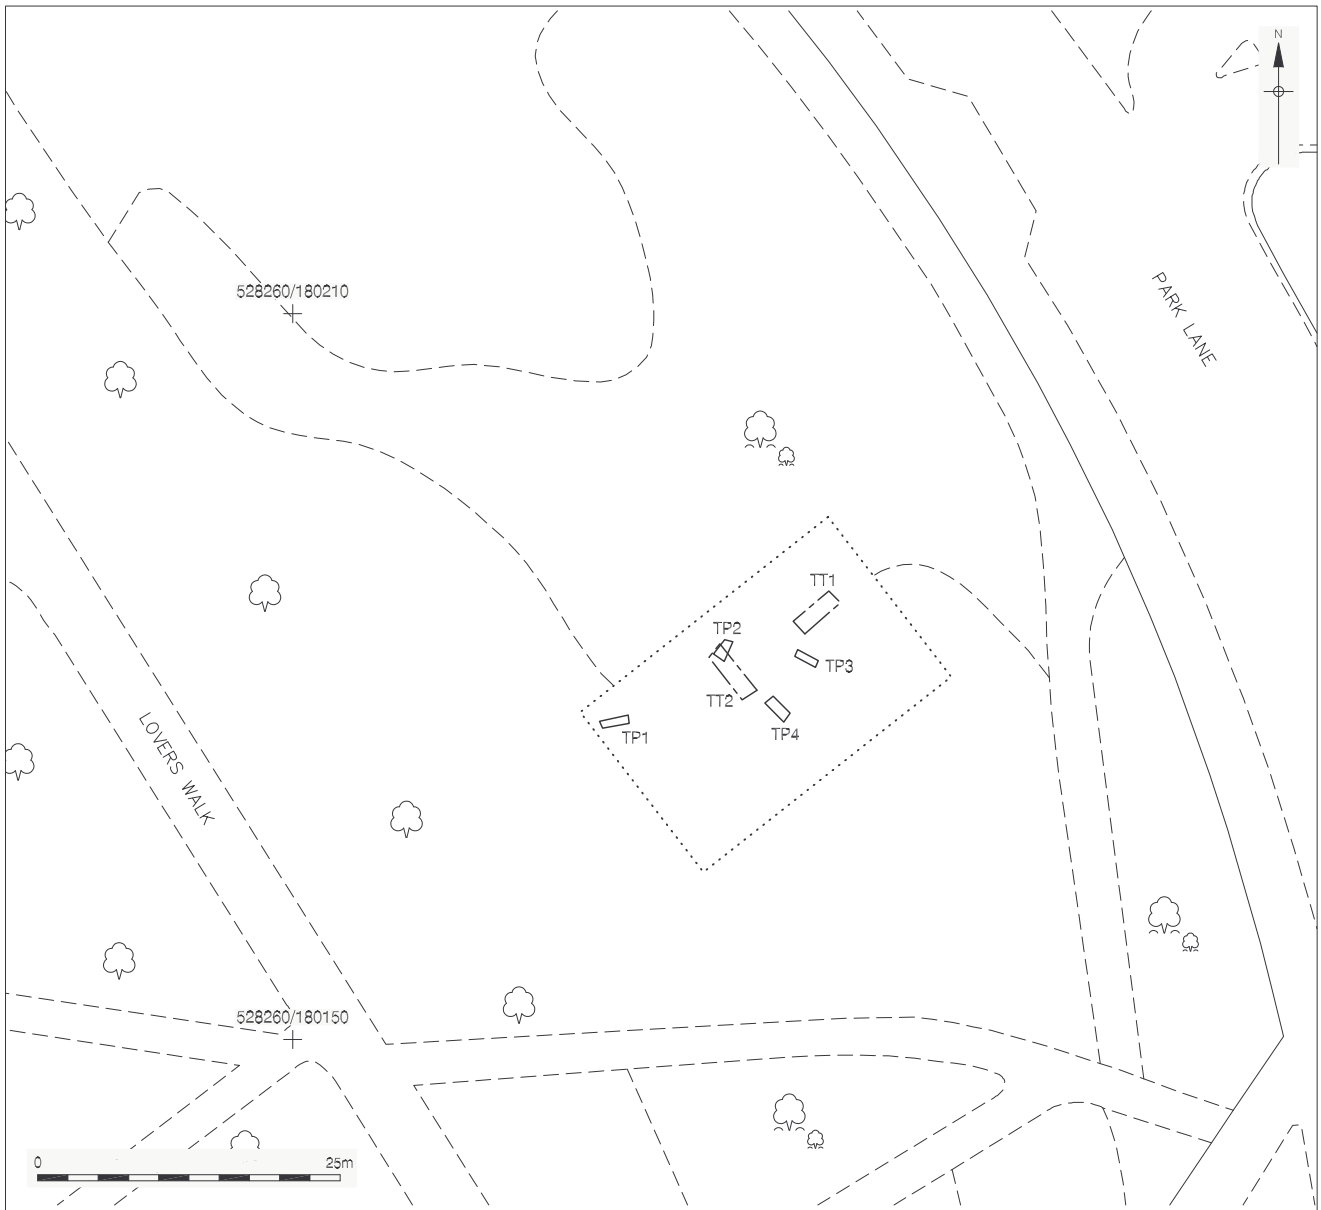 N
528260/180210
PARK LANE
TT1
TP2
TP3
TT2
TP4
TP1
LOVERS WALK
528260/180150
0 25m